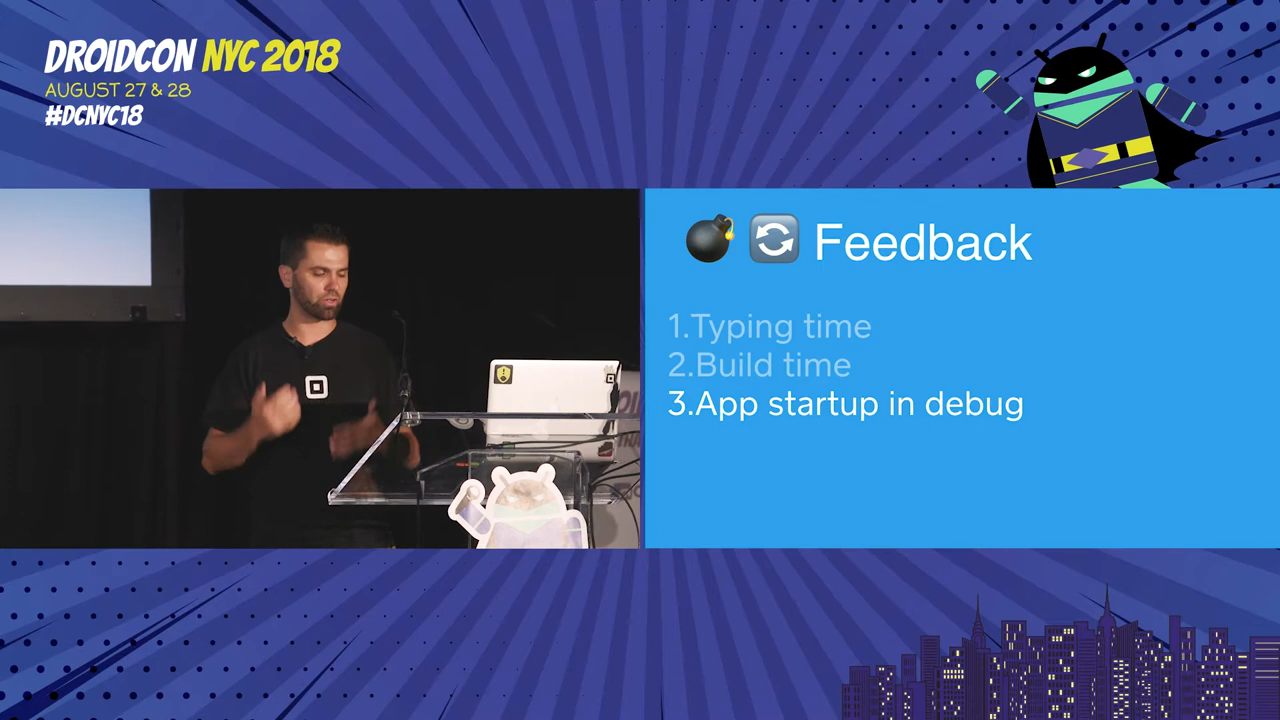 DROIDCON NYC 2018
AUGUST 27 & 28
#DCNYC18
Feedback
1.Typing time
2.Build time
3.App startup in debug